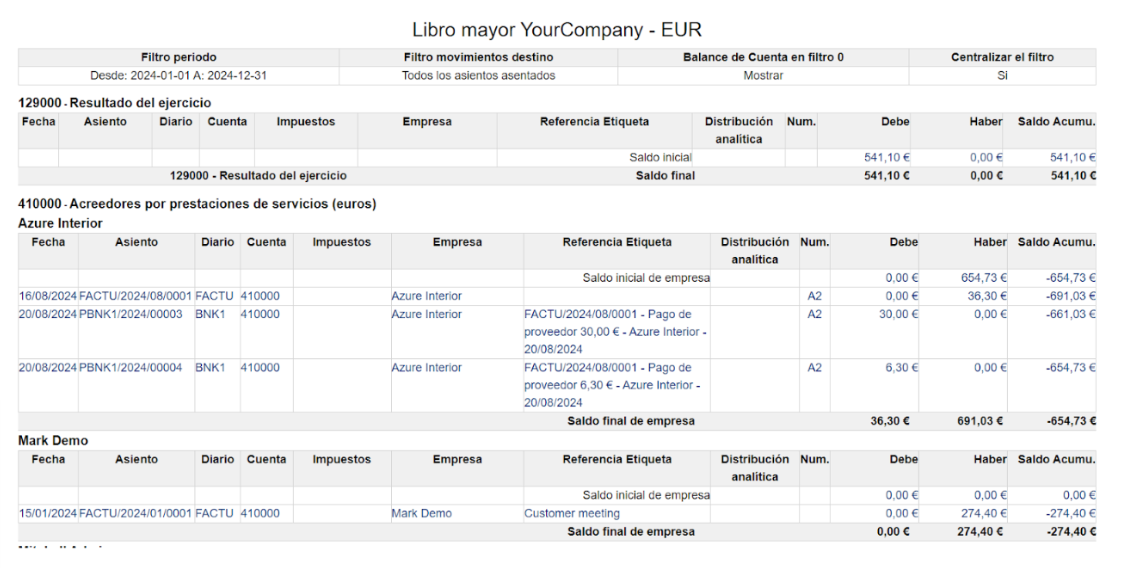 Libro mayor YourCompany - EUR
Filtro periodo Filtro movimientos destino Balance de Cuenta en filtro 0 Centralizar el filtro
Desde: 2024-01-01 A: 2024-12-31 Todos los asientos asentados Mostrar Si
129000 - Resultado del ejercicio
Fecha Asiento Diario Cuenta Impuestos Empresa Referencia Etiqueta Distribución Num. Debe Haber Saldo Acumu.
analítica
Saldo inicial 541,10 € 0,00 € 541,10 €
129000 - Resultado del ejercicio Saldo final 541,10 € 0,00 € 541,10 €
410000 - Acreedores por prestaciones de servicios (euros)
Azure Interior
Fecha Asiento Diario Cuenta Impuestos Empresa Referencia Etiqueta Distribución Num. Debe Haber Saldo Acumu.
analítica
Saldo inicial de empresa 0,00 € 654,73 € -654,73 €
16/08/2024 FACTU/2024/08/0001 FACTU 410000 Azure Interior A2 0,00 € 36,30 € -691,03 €
20/08/2024 PBNK1/2024/00003 BNK1 410000 Azure Interior FACTU/2024/08/0001 - Pago de A2 30,00 € 0,00 € -661,03 €
proveedor 30,00 € - Azure Interior -
20/08/2024
20/08/2024 PBNK1/2024/00004 BNK1 410000 Azure Interior FACTU/2024/08/0001 - Pago de A2 6,30 € 0,00 € -654,73 €
proveedor 6,30 € - Azure Interior -
20/08/2024
Saldo final de empresa 36,30 € 691,03 € -654,73 €
Mark Demo
Fecha Asiento Diario Cuenta Impuestos Empresa Referencia Etiqueta Distribución Num. Debe Haber Saldo Acumu.
analítica
Saldo inicial de empresa 0,00 € 0,00 € 0,00 €
15/01/2024 FACTU/2024/01/0001 FACTU 410000 Mark Demo Customer meeting 0,00 € 274,40 € -274,40 €
Saldo final de empresa 0,00 € 274,40 € -274,40 €